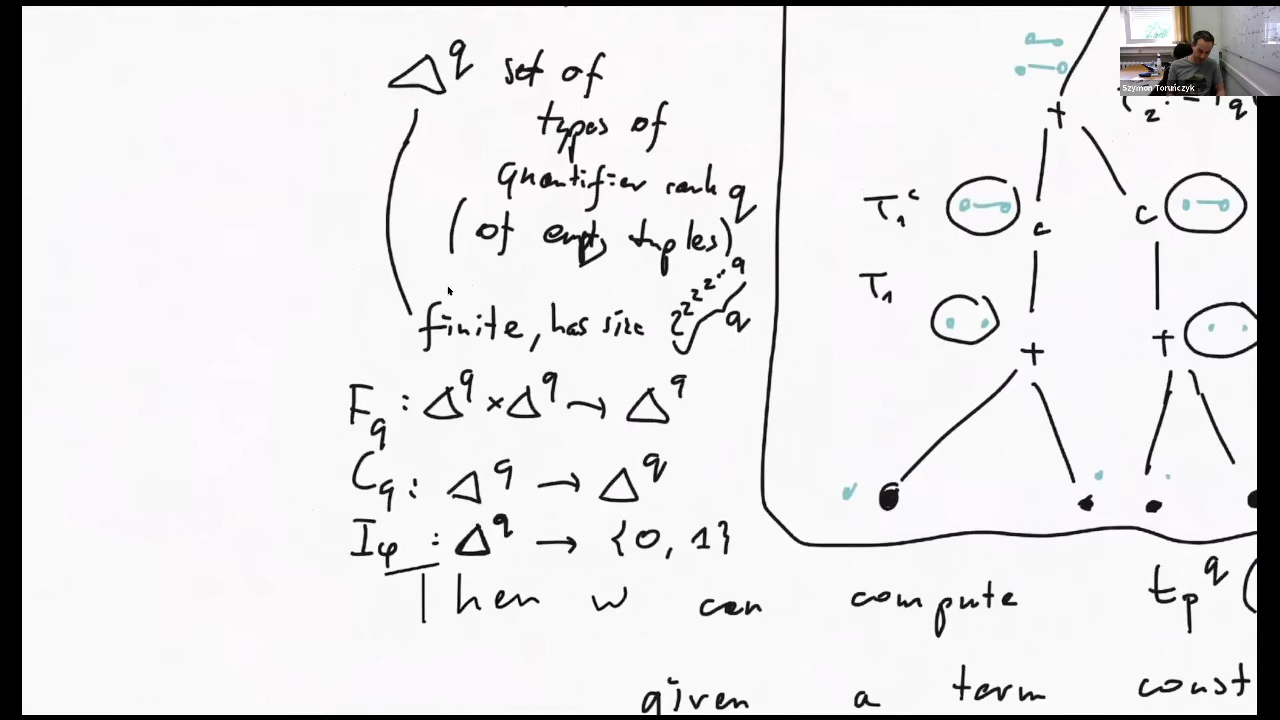 Δ^q set of
types of
quantifier rank q
(of empty tuples)
finite, has size 2^2^2^2^...^q q
F_q : Δ^q × Δ^q → Δ^q
C_q : Δ^q → Δ^q
I_φ : Δ^q → {0, 1}
Then w can compute tp^q (
given a term const
+
T_1^c
c
c
T_1
+
+
Szymon Toruńczyk